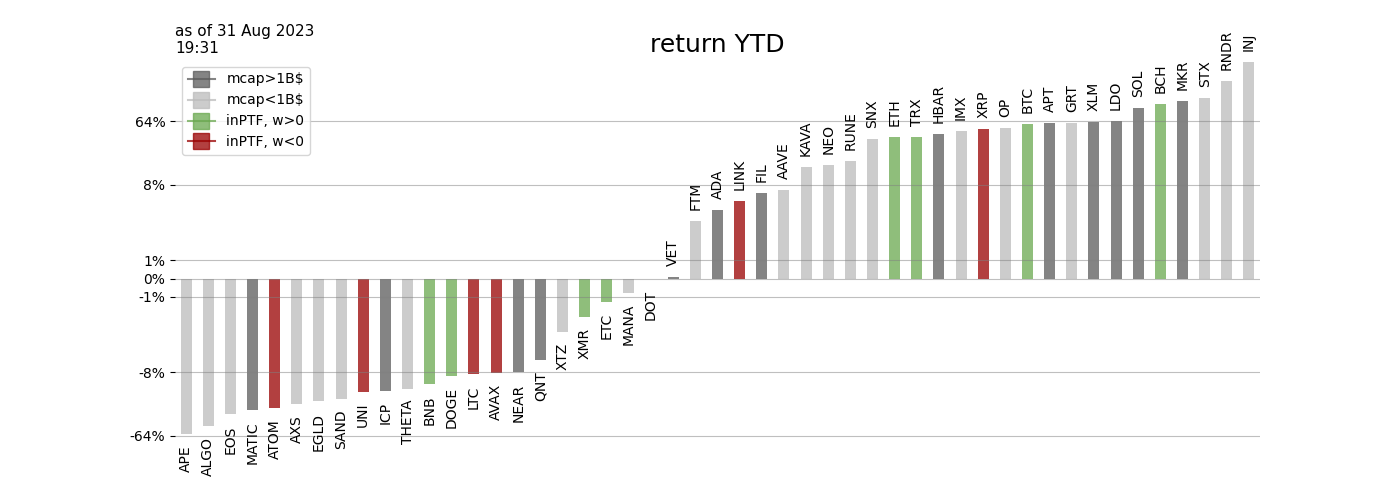 as of 31 Aug 2023
19:31
return YTD
mcap>1B$
mcap<1B$
inPTF, w>0
inPTF, w<0
64%
8%
1%
0%
-1%
-8%
-64%
APE
ALGO
EOS
MATIC
ATOM
AXS
EGLD
SAND
UNI
ICP
THETA
BNB
DOGE
LTC
AVAX
NEAR
QNT
XTZ
XMR
ETC
MANA
DOT
VET
FTM
ADA
LINK
FIL
AAVE
KAVA
NEO
RUNE
SNX
ETH
TRX
HBAR
IMX
XRP
OP
BTC
APT
GRT
XLM
LDO
SOL
BCH
MKR
STX
RNDR
INJ